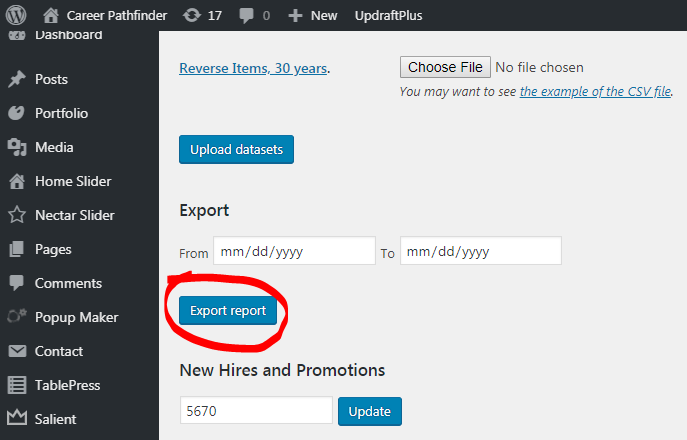 Career Pathfinder 17 0 New UpdraftPlus
Dashboard
Posts
Portfolio
Media
Home Slider
Nectar Slider
Pages
Comments
Popup Maker
Contact
TablePress
Salient
Reverse Items, 30 years.
Choose File No file chosen
You may want to see the example of the CSV file.
Upload datasets
Export
From mm/dd/yyyy To mm/dd/yyyy
Export report
New Hires and Promotions
5670 Update